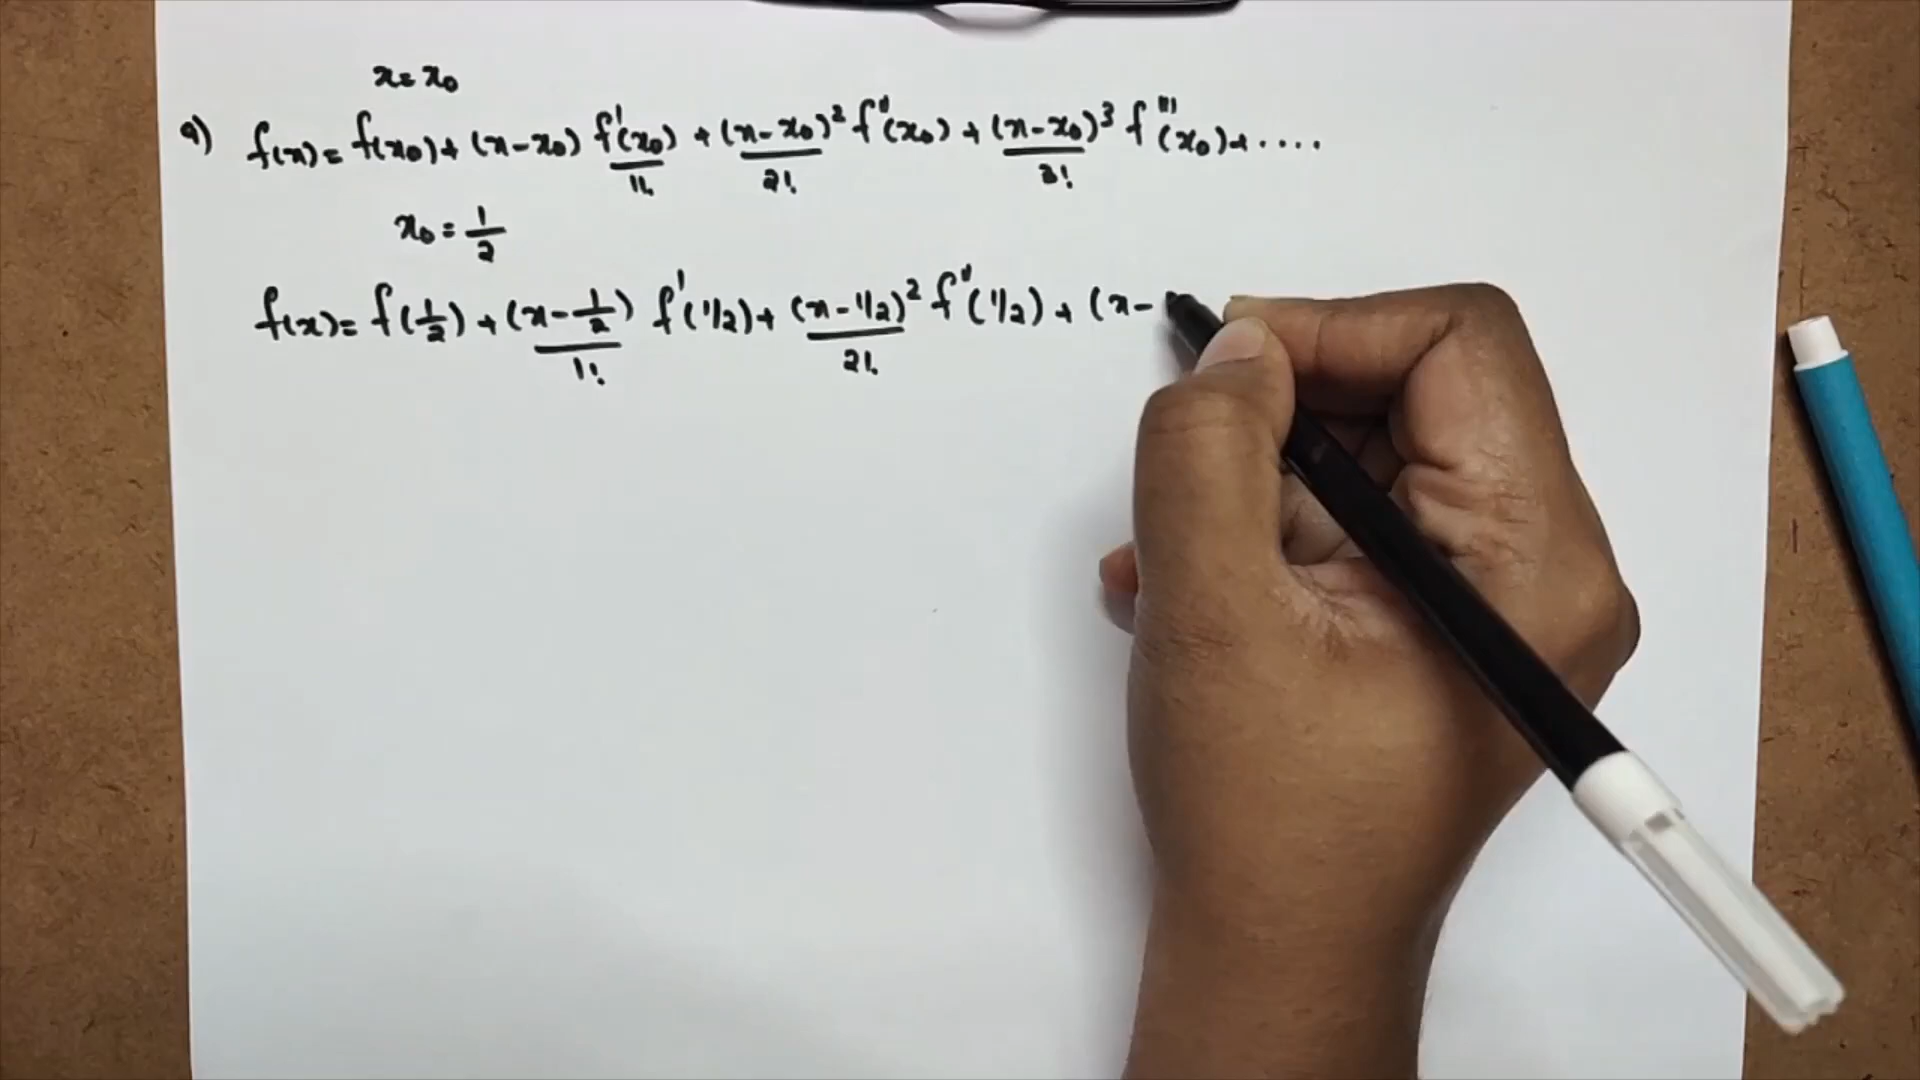 x = x₀
9) f(x) = f(x₀) + (x-x₀) f'(x₀)/1! + (x-x₀)²/2! f''(x₀) + (x-x₀)³/3! f'''(x₀) + ....
x₀ = 1/2
f(x) = f(1/2) + (x-1/2)/1! f'(1/2) + (x-1/2)²/2! f''(1/2) + (x-